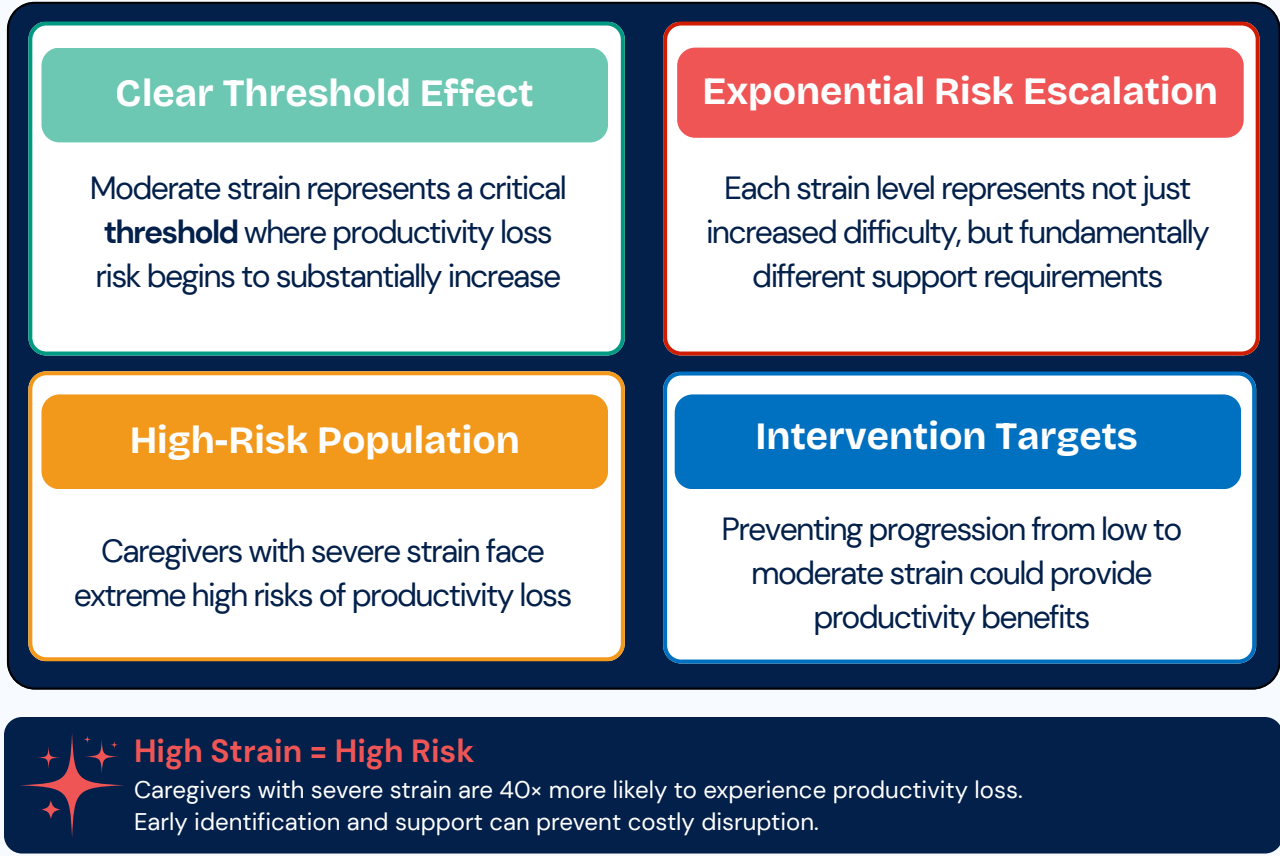 Clear Threshold Effect
Moderate strain represents a critical
threshold where productivity loss
risk begins to substantially increase
Exponential Risk Escalation
Each strain level represents not just
increased difficulty, but fundamentally
different support requirements
High-Risk Population
Caregivers with severe strain face
extreme high risks of productivity loss
Intervention Targets
Preventing progression from low to
moderate strain could provide
productivity benefits
High Strain = High Risk
Caregivers with severe strain are 40× more likely to experience productivity loss.
Early identification and support can prevent costly disruption.